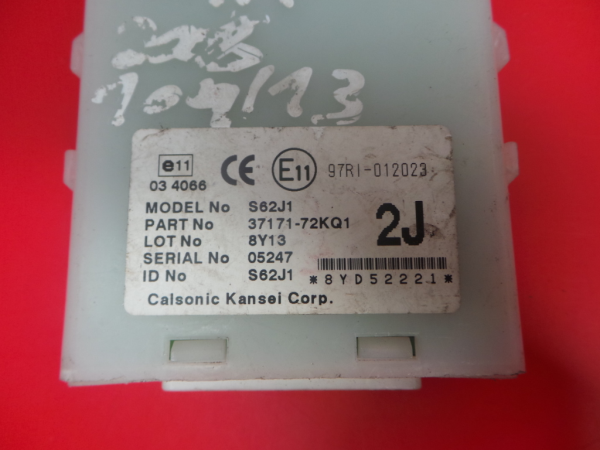 e11 CE E11 97RI-012023
03 4066
MODEL No S62J1
PART No 37171-72KQ1 2J
LOT No 8Y13
SERIAL No 05247
ID No S62J1 *8YD52221*
Calsonic Kansei Corp.